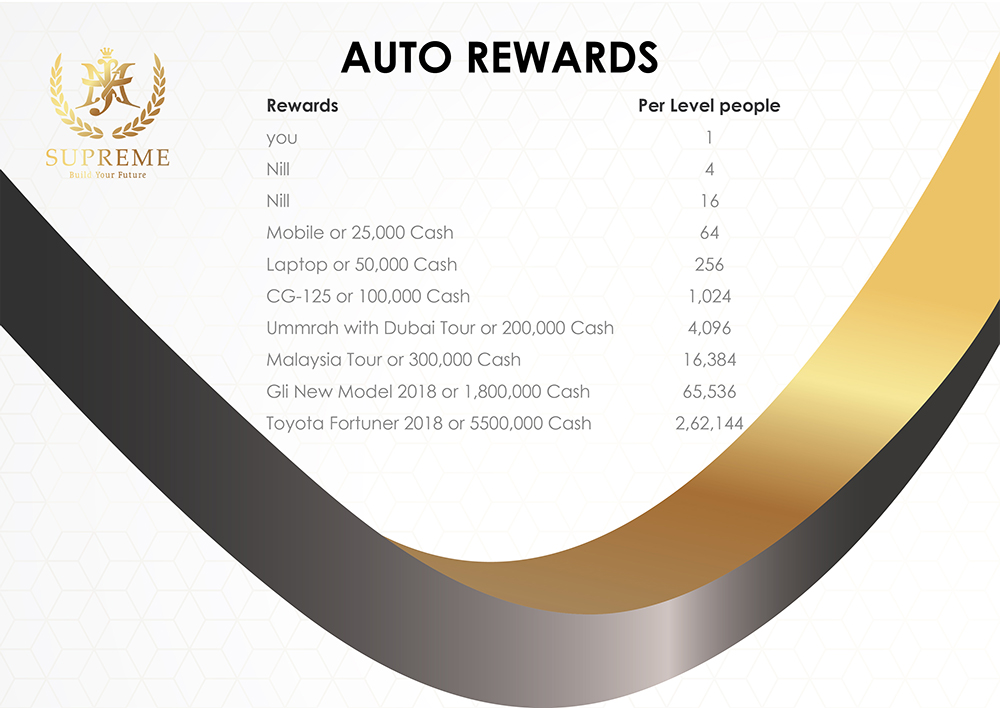 AUTO REWARDS
SUPREME
Build Your Future
Rewards Per Level people
you 1
Nill 4
Nill 16
Mobile or 25,000 Cash 64
Laptop or 50,000 Cash 256
CG-125 or 100,000 Cash 1,024
Ummrah with Dubai Tour or 200,000 Cash 4,096
Malaysia Tour or 300,000 Cash 16,384
Gli New Model 2018 or 1,800,000 Cash 65,536
Toyota Fortuner 2018 or 5500,000 Cash 2,62,144